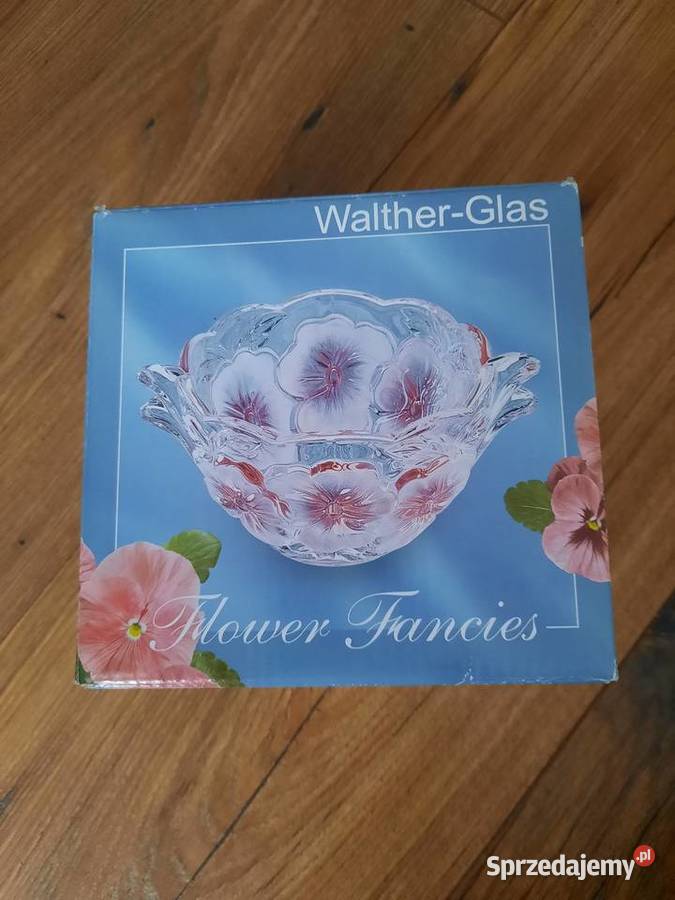 Walther-Glas
Flower Fancies
Sprzedajemy.pl